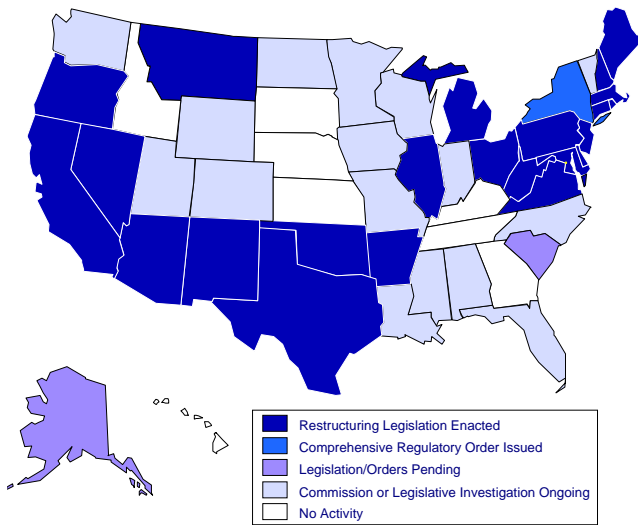 Restructuring Legislation Enacted
Comprehensive Regulatory Order Issued
Legislation/Orders Pending
Commission or Legislative Investigation Ongoing
No Activity